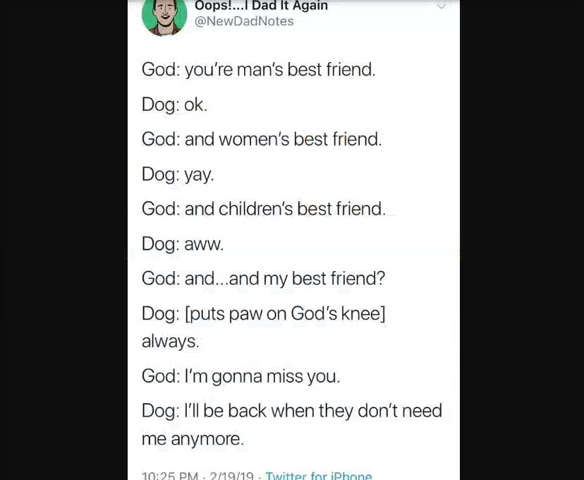 Oops!...I Dad It Again
@NewDadNotes
God: you're man's best friend.
Dog: ok.
God: and women's best friend.
Dog: yay.
God: and children's best friend.
Dog: aww.
God: and...and my best friend?
Dog: [puts paw on God's knee]
always.
God: I'm gonna miss you.
Dog: I'll be back when they don't need
me anymore.
10:25 PM · 2/19/19 · Twitter for iPhone